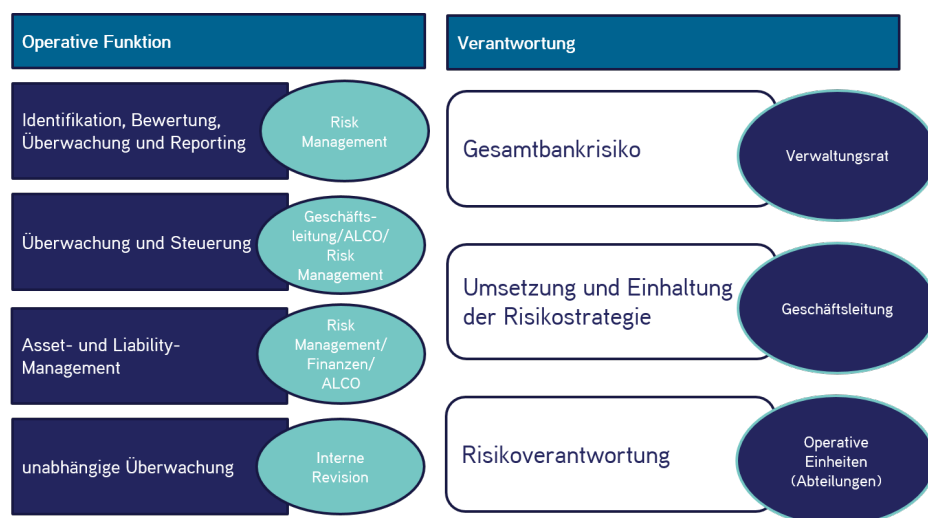 Operative Funktion
Identifikation, Bewertung,
Überwachung und Reporting
Risk
Management
Überwachung und Steuerung
Geschäfts-
leitung/ALCO/
Risk
Management
Asset- und Liability-
Management
Risk
Management/
Finanzen/
ALCO
unabhängige Überwachung
Interne
Revision
Verantwortung
Gesamtbankrisiko
Verwaltungsrat
Umsetzung und Einhaltung
der Risikostrategie
Geschäftsleitung
Risikoverantwortung
Operative
Einheiten
(Abteilungen)